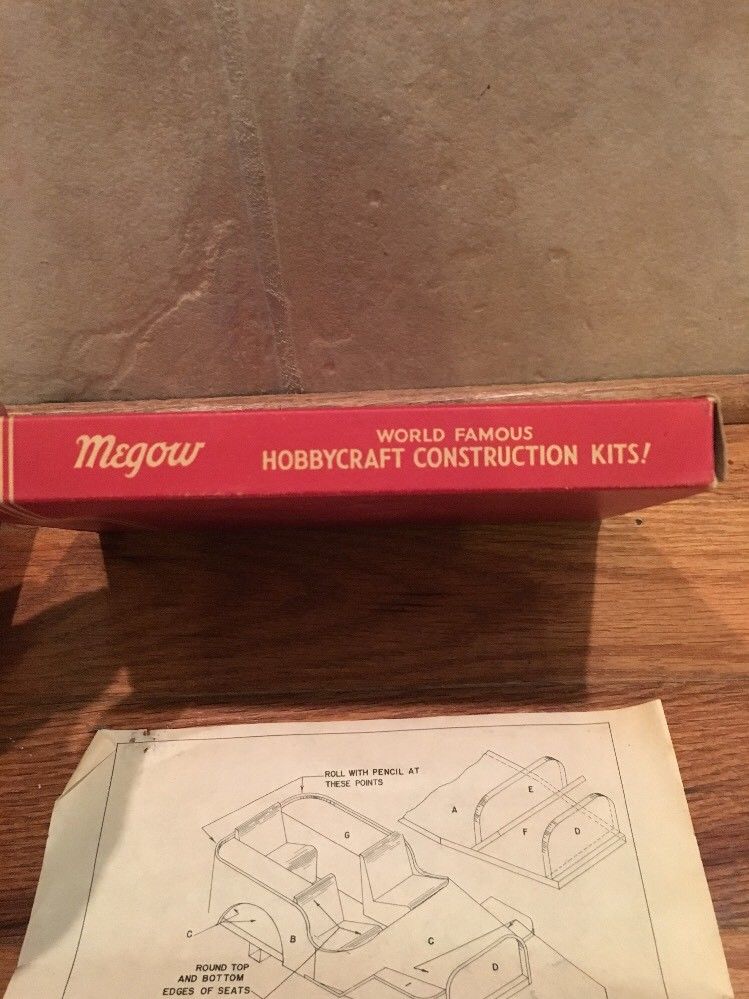 Megow
WORLD FAMOUS
HOBBYCRAFT CONSTRUCTION KITS!
ROLL WITH PENCIL AT
THESE POINTS
A
E
F
D
G
C
B
C
D
I
ROUND TOP
AND BOTTOM
EDGES OF SEATS